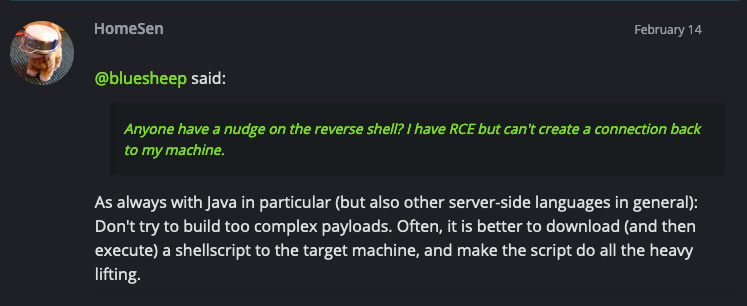 HomeSen
February 14
@bluesheep said:
Anyone have a nudge on the reverse shell? I have RCE but can't create a connection back
to my machine.
As always with Java in particular (but also other server-side languages in general):
Don't try to build too complex payloads. Often, it is better to download (and then
execute) a shellscript to the target machine, and make the script do all the heavy
lifting.